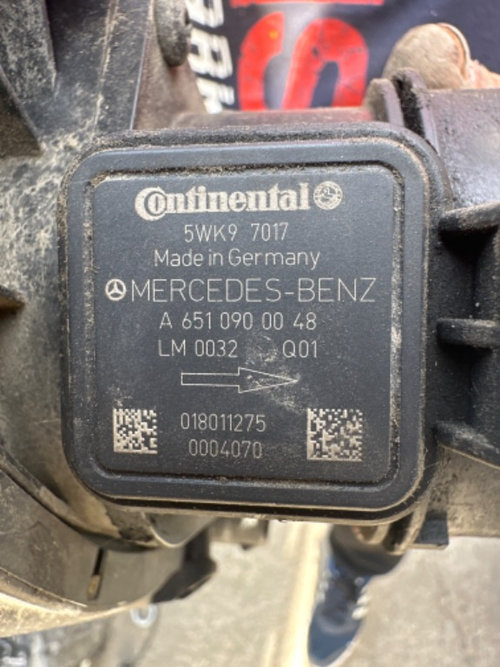 Continental
5WK9 7017
Made in Germany
MERCEDES-BENZ
A 651 090 00 48
LM 0032 Q01
018011275
0004070